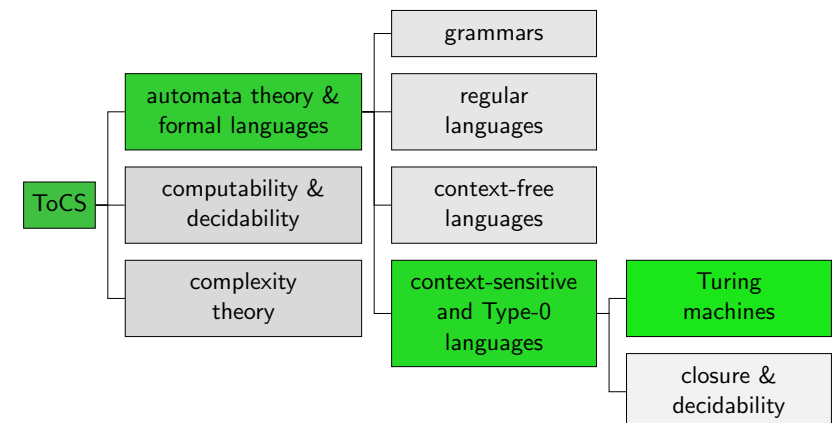 grammars
automata theory &
formal languages
regular
languages
ToCS
computability &
decidability
context-free
languages
complexity
theory
context-sensitive
and Type-0
languages
Turing
machines
closure &
decidability